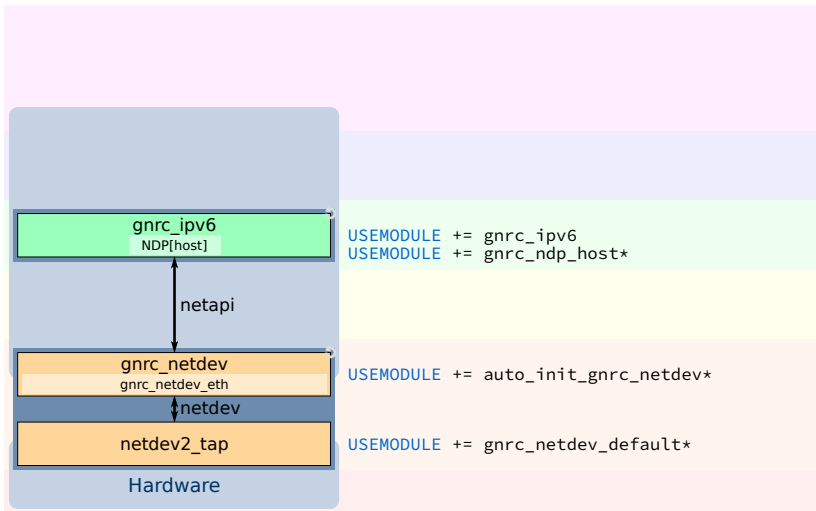 gnrc_ipv6
NDP[host]
USEMODULE += gnrc_ipv6
USEMODULE += gnrc_ndp_host*
netapi
gnrc_netdev
gnrc_netdev_eth
USEMODULE += auto_init_gnrc_netdev*
netdev
netdev2_tap
USEMODULE += gnrc_netdev_default*
Hardware